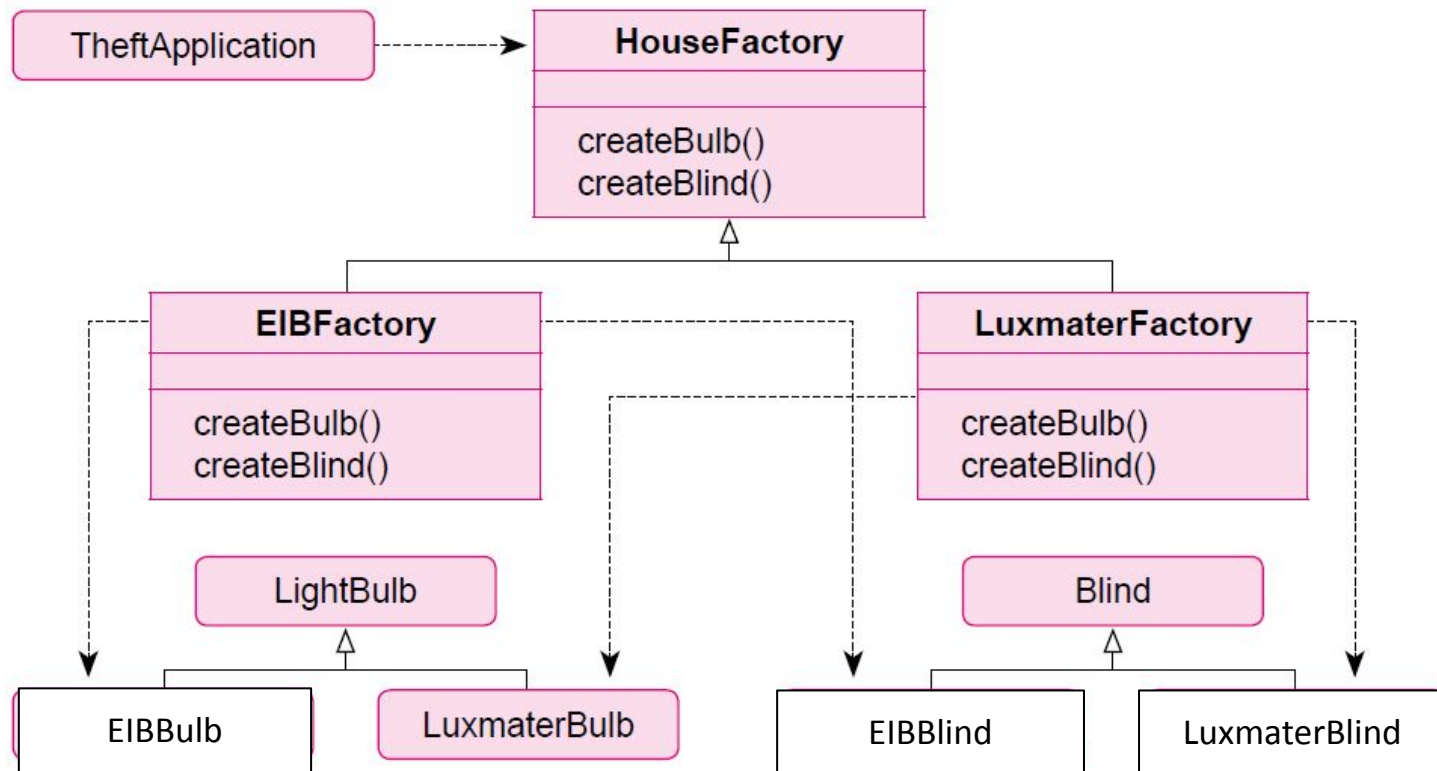 TheftApplication
HouseFactory
createBulb()
createBlind()
EIBFactory
createBulb()
createBlind()
LuxmaterFactory
createBulb()
createBlind()
LightBulb
Blind
EIBBulb
LuxmaterBulb
EIBBlind
LuxmaterBlind